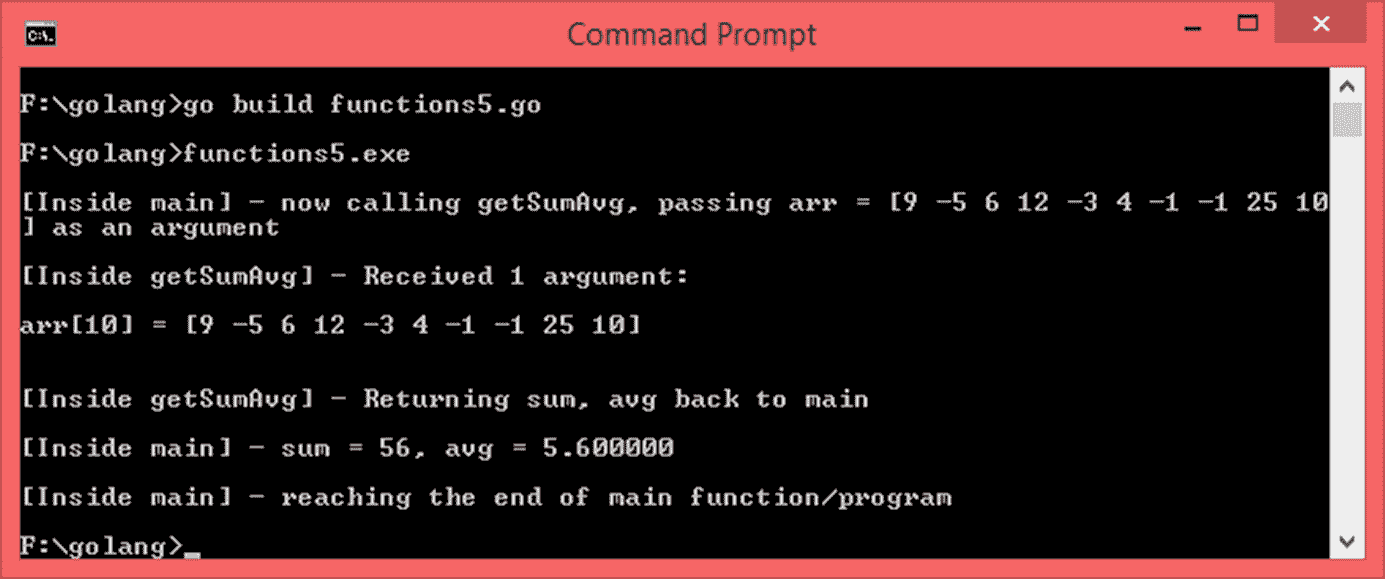 Command Prompt
F:\golang>go build functions5.go
F:\golang>functions5.exe
[Inside main] - now calling getSumAvg, passing arr = [9 -5 6 12 -3 4 -1 -1 25 10
] as an argument
[Inside getSumAvg] - Received 1 argument:
arr[10] = [9 -5 6 12 -3 4 -1 -1 25 10]
[Inside getSumAvg] - Returning sum, avg back to main
[Inside main] - sum = 56, avg = 5.600000
[Inside main] - reaching the end of main function/program
F:\golang>_